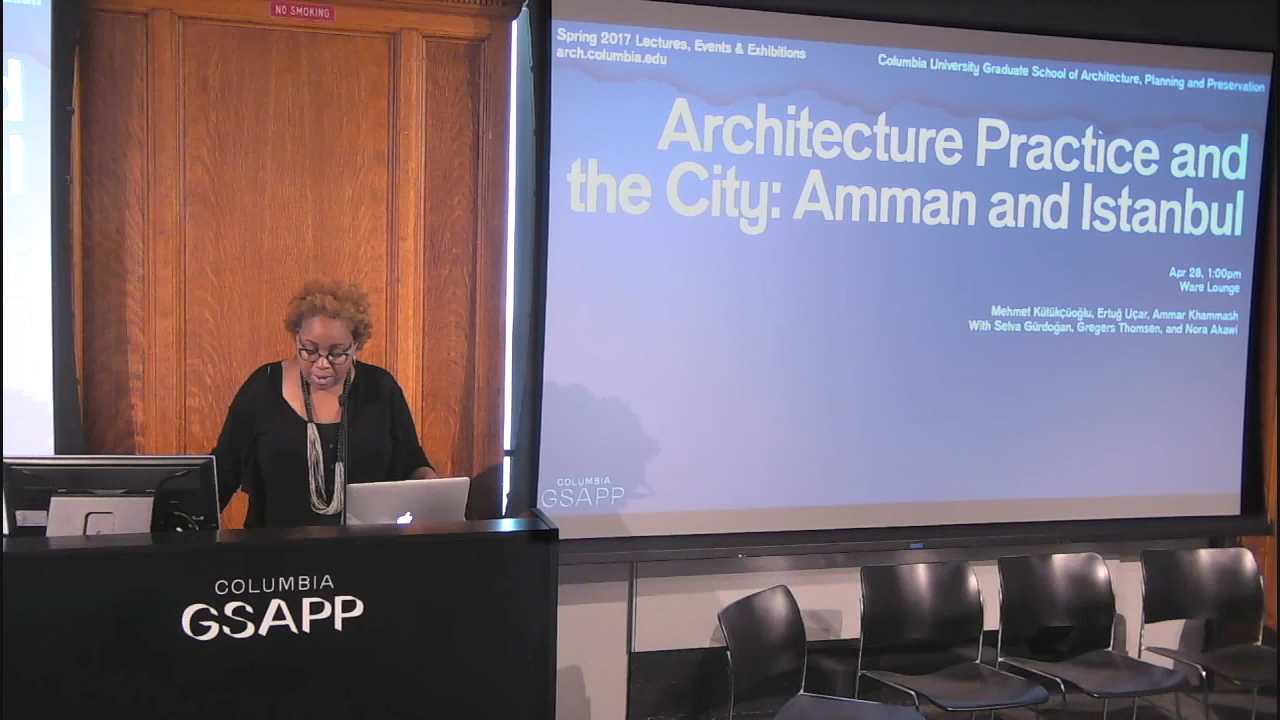 NO SMOKING
Spring 2017 Lectures, Events & Exhibitions
arch.columbia.edu
Columbia University Graduate School of Architecture, Planning and Preservation
Architecture Practice and
the City: Amman and Istanbul
Apr 28, 1:00pm
Ware Lounge
Mehmet Kütükçüoğlu, Ertuğ Uçar, Ammar Khammash
With Selva Gürdoğan, Gregers Thomsen, and Nora Akawi
COLUMBIA
GSAPP
COLUMBIA
GSAPP